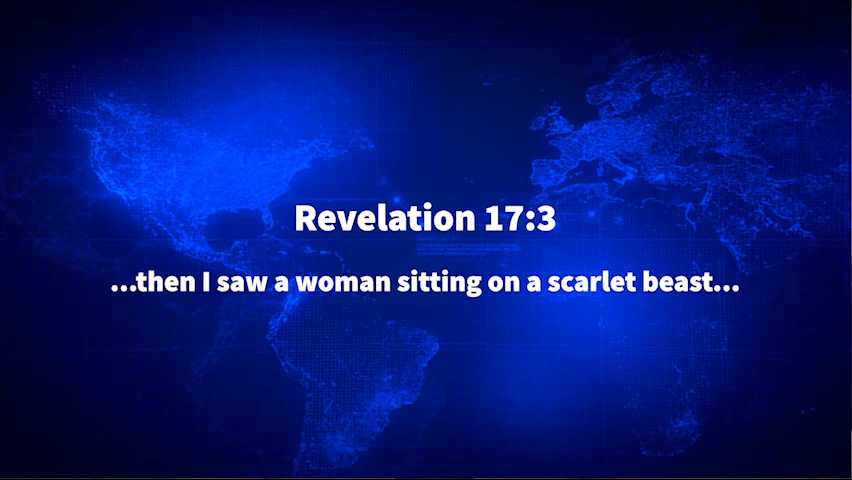 Revelation 17:3
...then I saw a woman sitting on a scarlet beast...